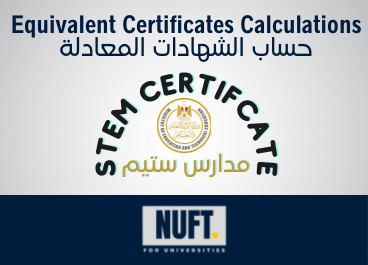 Equivalent Certificates Calculations
حساب الشهادات المعادلة
STEM CERTIFCATE
مدارس ستيم
NUFT.
FOR UNIVERSITIES